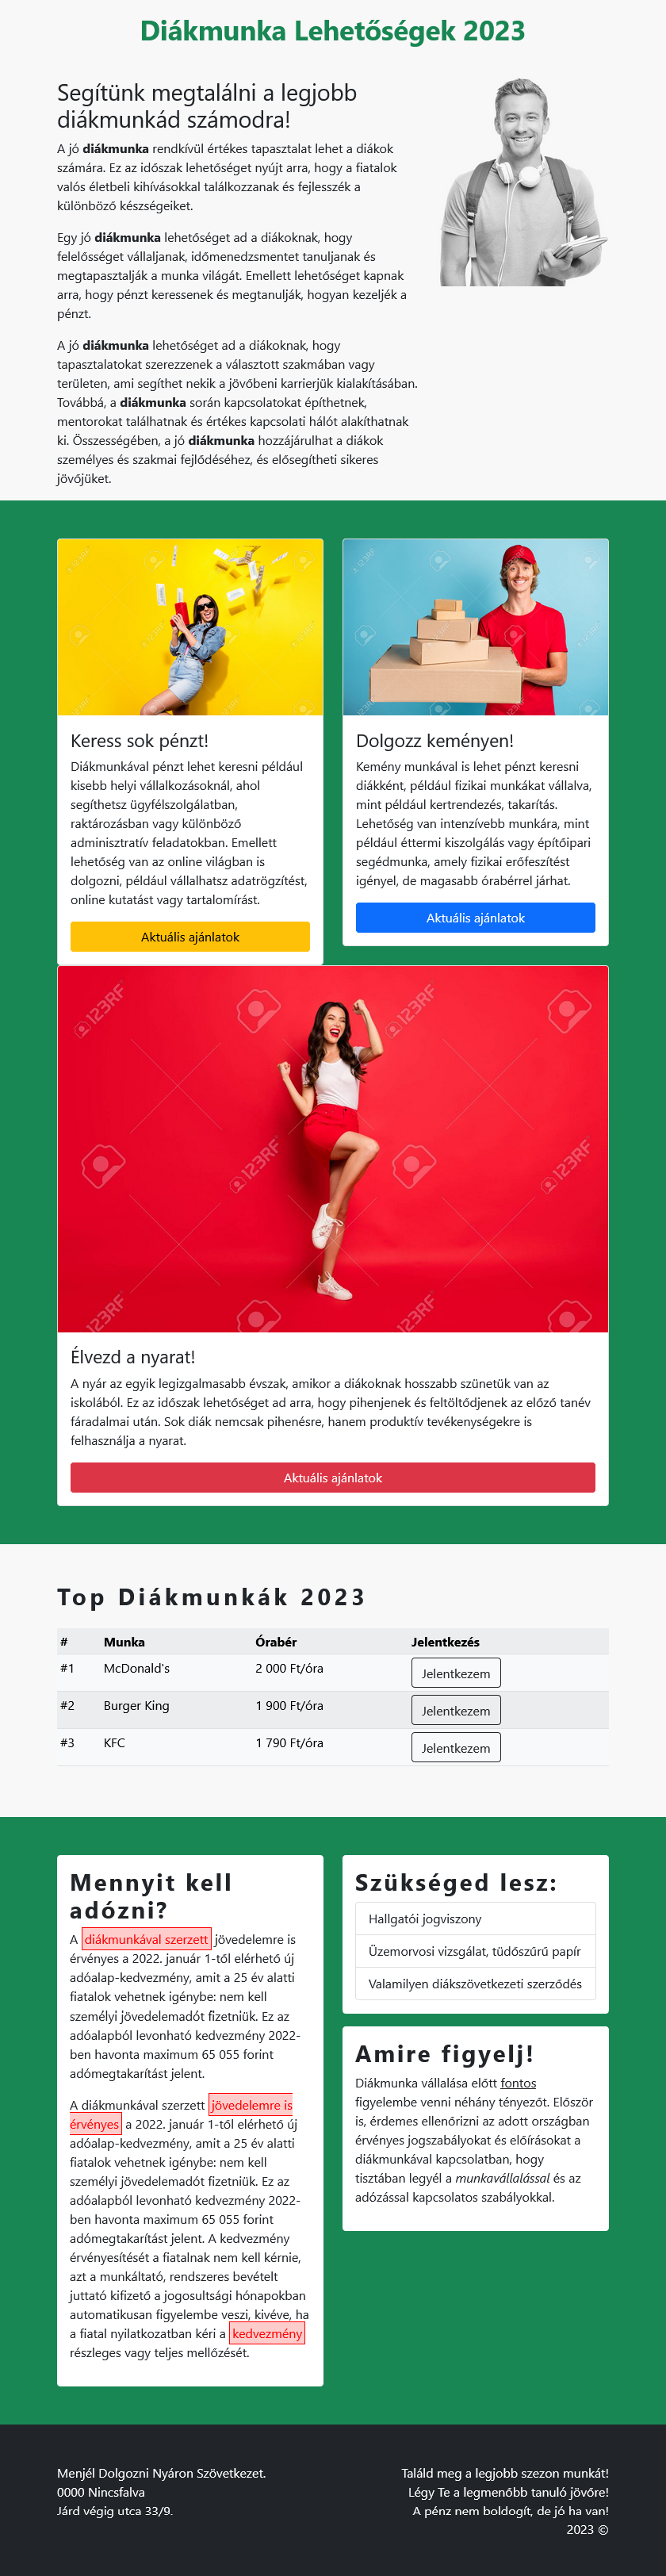 Diákmunka Lehetőségek 2023
Segítünk megtalálni a legjobb
diákmunkád számodra!
A jó diákmunka rendkívül értékes tapasztalat lehet a diákok
számára. Ez az időszak lehetőséget nyújt arra, hogy a fiatalok
valós életbeli kihívásokkal találkozzanak és fejlesszék a
különböző készségeiket.
Egy jó diákmunka lehetőséget ad a diákoknak, hogy
felelősséget vállaljanak, időmenedzsmentet tanuljanak és
megtapasztalják a munka világát. Emellett lehetőséget kapnak
arra, hogy pénzt keressenek és megtanulják, hogyan kezeljék a
pénzt.
A jó diákmunka lehetőséget ad a diákoknak, hogy
tapasztalatokat szerezzenek a választott szakmában vagy
területen, ami segíthet nekik a jövőbeni karrierjük kialakításában.
Továbbá, a diákmunka során kapcsolatokat építhetnek,
mentorokat találhatnak és értékes kapcsolati hálót alakíthatnak
ki. Összességében, a jó diákmunka hozzájárulhat a diákok
személyes és szakmai fejlődéséhez, és elősegítheti sikeres
jövőjüket.
Keress sok pénzt!
Diákmunkával pénzt lehet keresni például
kisebb helyi vállalkozásoknál, ahol
segíthetsz ügyfélszolgálatban,
raktározásban vagy különböző
adminisztratív feladatokban. Emellett
lehetőség van az online világban is
dolgozni, például vállalhatsz adatrögzítést,
online kutatást vagy tartalomírást.
Aktuális ajánlatok
Dolgozz keményen!
Kemény munkával is lehet pénzt keresni
diákként, például fizikai munkákat vállalva,
mint például kertrendezés, takarítás.
Lehetőség van intenzívebb munkára, mint
például éttermi kiszolgálás vagy építőipari
segédmunka, amely fizikai erőfeszítést
igényel, de magasabb órabérrel járhat.
Aktuális ajánlatok
123RF
123RF
123RF
123RF
123RF
123RF
Élvezd a nyarat!
A nyár az egyik legizgalmasabb évszak, amikor a diákoknak hosszabb szünetük van az
iskolából. Ez az időszak lehetőséget ad arra, hogy pihenjenek és feltöltődjenek az előző tanév
fáradalmai után. Sok diák nemcsak pihenésre, hanem produktív tevékenységekre is
felhasználja a nyarat.
Aktuális ajánlatok
Top Diákmunkák 2023
# Munka Órabér Jelentkezés
#1 McDonald's 2 000 Ft/óra Jelentkezem
#2 Burger King 1 900 Ft/óra Jelentkezem
#3 KFC 1 790 Ft/óra Jelentkezem
Mennyit kell
adózni?
A diákmunkával szerzett jövedelemre is
érvényes a 2022. január 1-től elérhető új
adóalap-kedvezmény, amit a 25 év alatti
fiatalok vehetnek igénybe: nem kell
személyi jövedelemadót fizetniük. Ez az
adóalapból levonható kedvezmény 2022-
ben havonta maximum 65 055 forint
adómegtakarítást jelent.
A diákmunkával szerzett jövedelemre is
érvényes a 2022. január 1-től elérhető új
adóalap-kedvezmény, amit a 25 év alatti
fiatalok vehetnek igénybe: nem kell
személyi jövedelemadót fizetniük. Ez az
adóalapból levonható kedvezmény 2022-
ben havonta maximum 65 055 forint
adómegtakarítást jelent. A kedvezmény
érvényesítését a fiatalnak nem kell kérnie,
azt a munkáltató, rendszeres bevételt
juttató kifizető a jogosultsági hónapokban
automatikusan figyelembe veszi, kivéve, ha
a fiatal nyilatkozatban kéri a kedvezmény
részleges vagy teljes mellőzését.
Szükséged lesz:
Hallgatói jogviszony
Üzemorvosi vizsgálat, tüdőszűrű papír
Valamilyen diákszövetkezeti szerződés
Amire figyelj!
Diákmunka vállalása előtt fontos
figyelembe venni néhány tényezőt. Először
is, érdemes ellenőrizni az adott országban
érvényes jogszabályokat és előírásokat a
diákmunkával kapcsolatban, hogy
tisztában legyél a munkavállalással és az
adózással kapcsolatos szabályokkal.
Menjél Dolgozni Nyáron Szövetkezet.
0000 Nincsfalva
Járd végig utca 33/9.
Találd meg a legjobb szezon munkát!
Légy Te a legmenőbb tanuló jövőre!
A pénz nem boldogít, de jó ha van!
2023 ©